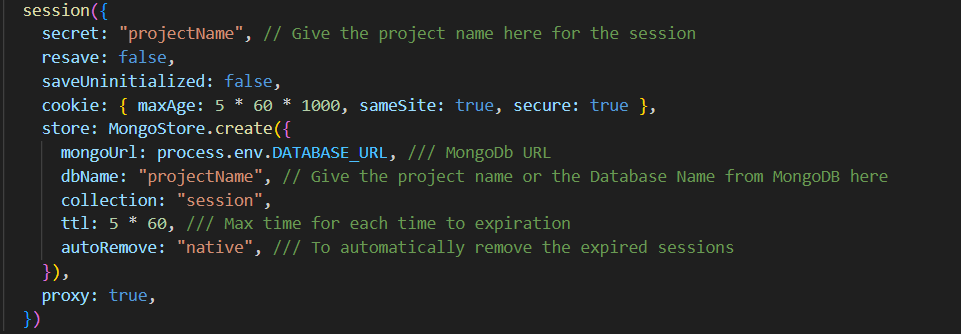 session({
secret: "projectName", // Give the project name here for the session
resave: false,
saveUninitialized: false,
cookie: { maxAge: 5 * 60 * 1000, sameSite: true, secure: true },
store: MongoStore.create({
mongoUrl: process.env.DATABASE_URL, /// MongoDb URL
dbName: "projectName", // Give the project name or the Database Name from MongoDB here
collection: "session",
ttl: 5 * 60, /// Max time for each time to expiration
autoRemove: "native", /// To automatically remove the expired sessions
}),
proxy: true,
})